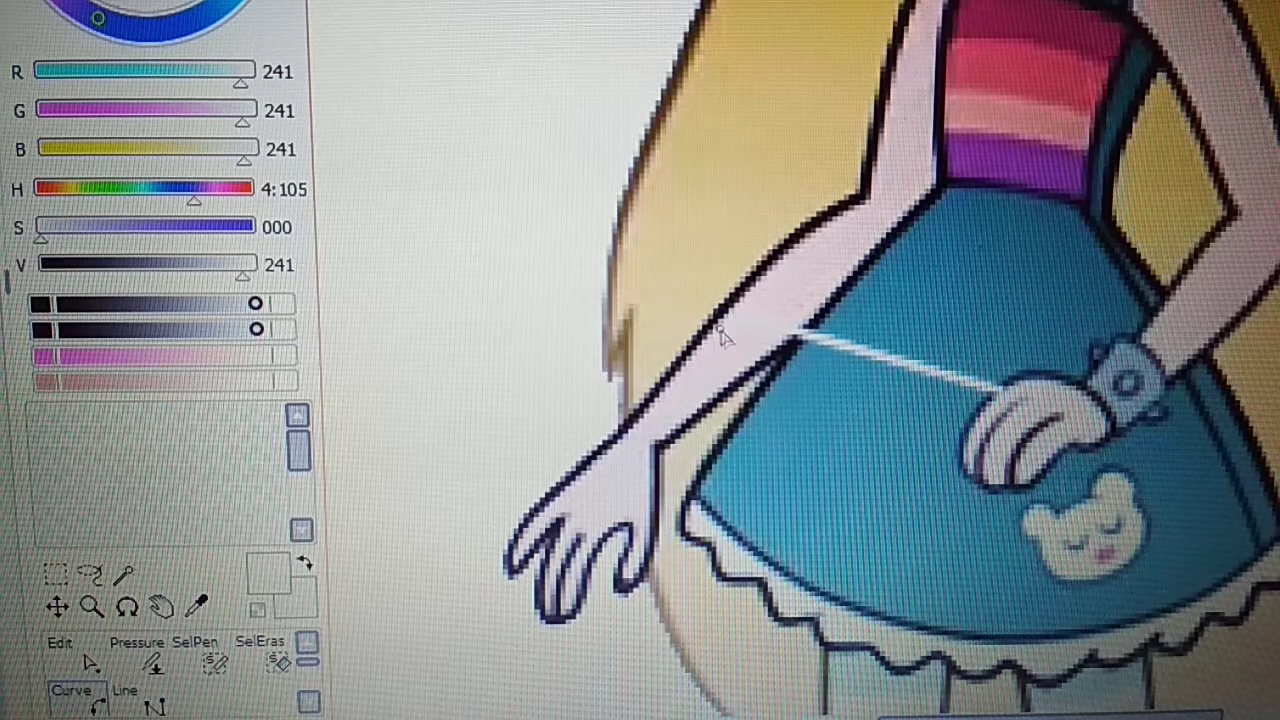 R 241
G 241
B 241
H 4:105
S 000
V 241
Edit Pressure SelPen SelEras
Curve Line